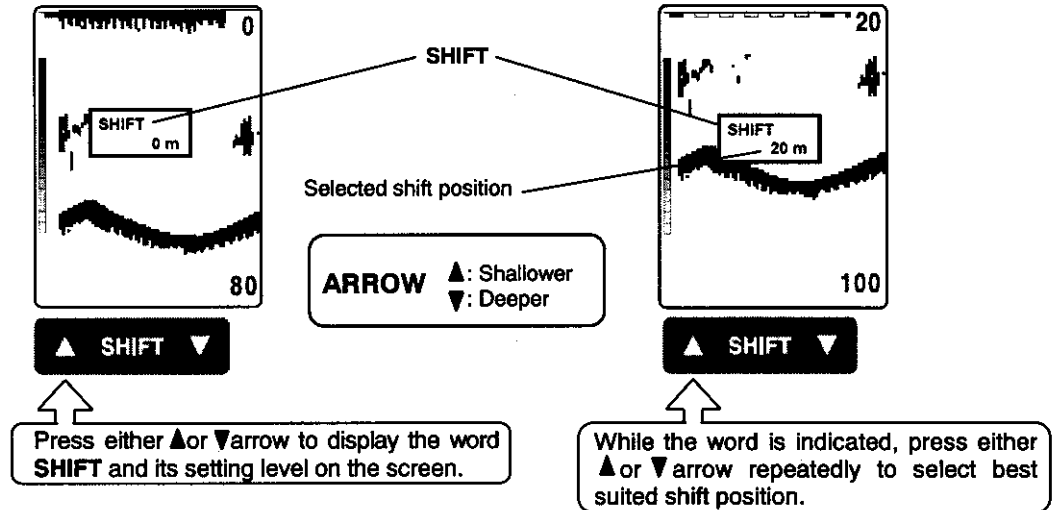 0
SHIFT
0 m
80
▲ SHIFT ▼
Press either ▲or ▼arrow to display the word
SHIFT and its setting level on the screen.
SHIFT
Selected shift position
ARROW ▲: Shallower
▼: Deeper
20
SHIFT
20 m
100
▲ SHIFT ▼
While the word is indicated, press either
▲or ▼ arrow repeatedly to select best
suited shift position.